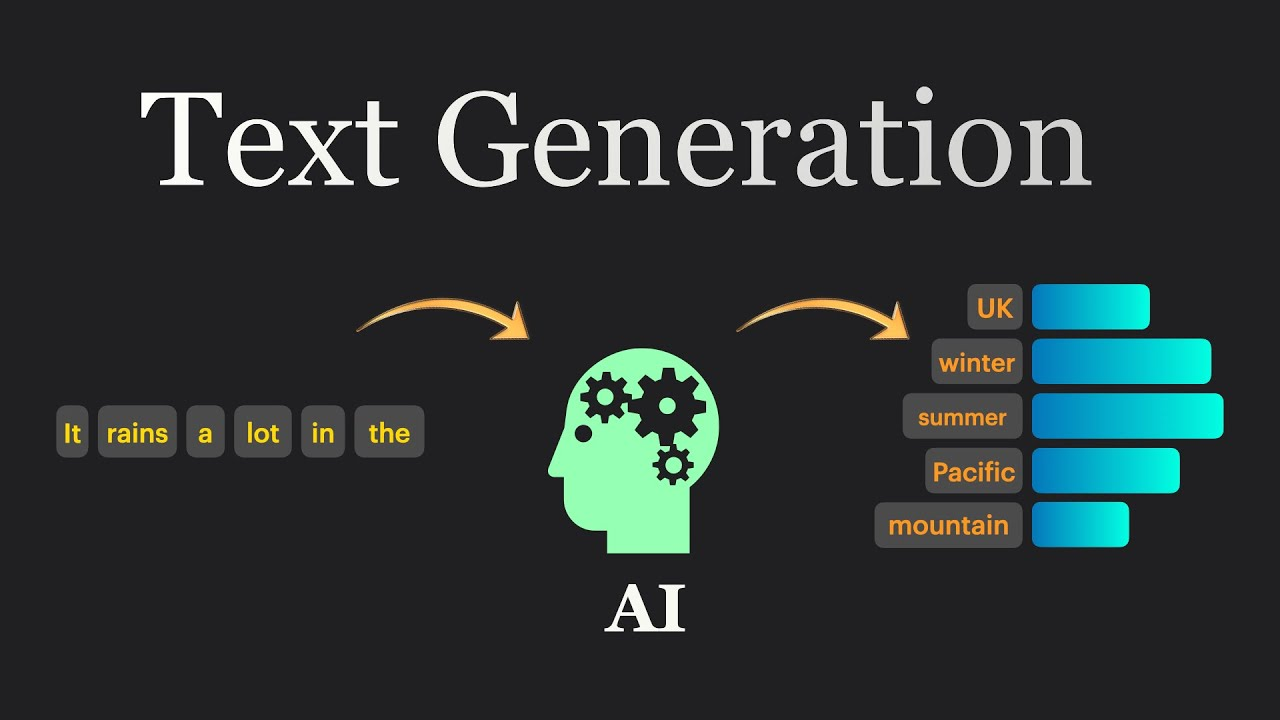 Text Generation
It rains a lot in the
AI
UK
winter
summer
Pacific
mountain